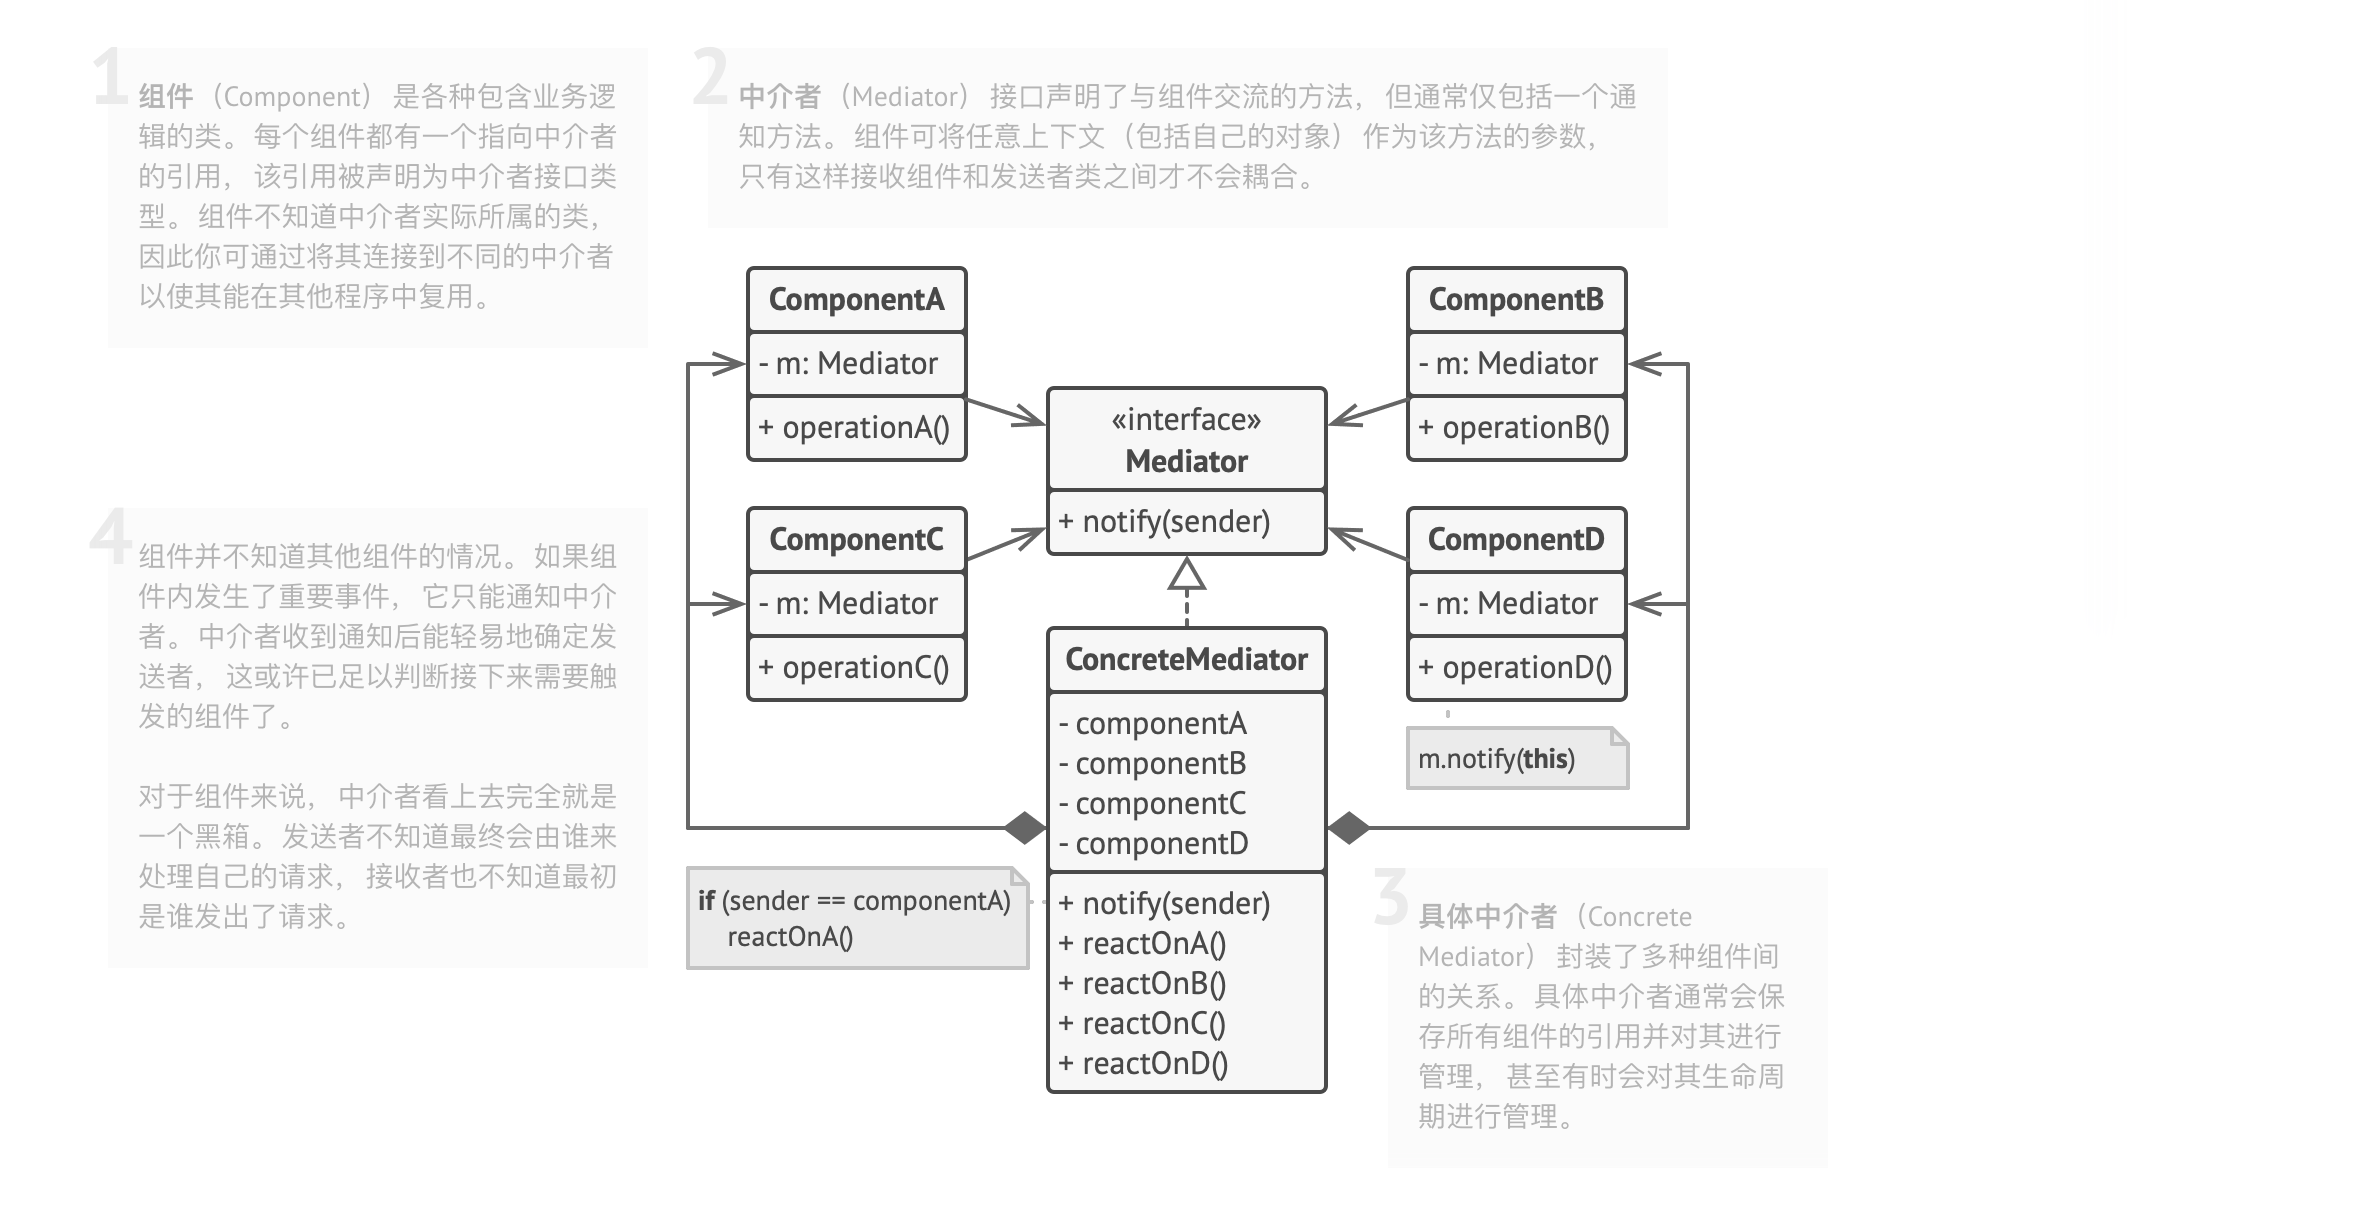 1
组件 （Component） 是各种包含业务逻
辑的类。 每个组件都有一个指向中介者
的引用， 该引用被声明为中介者接口类
型。 组件不知道中介者实际所属的类，
因此你可通过将其连接到不同的中介者
以使其能在其他程序中复用。
2
中介者 （Mediator） 接口声明了与组件交流的方法， 但通常仅包括一个通
知方法。 组件可将任意上下文 （包括自己的对象） 作为该方法的参数，
只有这样接收组件和发送者类之间才不会耦合。
ComponentA
- m: Mediator
+ operationA()
ComponentB
- m: Mediator
+ operationB()
«interface»
Mediator
+ notify(sender)
ComponentC
- m: Mediator
+ operationC()
ComponentD
- m: Mediator
+ operationD()
m.notify(this)
4
组件并不知道其他组件的情况。 如果组
件内发生了重要事件， 它只能通知中介
者。 中介者收到通知后能轻易地确定发
送者， 这或许已足以判断接下来需要触
发的组件了。
对于组件来说， 中介者看上去完全就是
一个黑箱。 发送者不知道最终会由谁来
处理自己的请求， 接收者也不知道最初
是谁发出了请求。
ConcreteMediator
- componentA
- componentB
- componentC
- componentD
+ notify(sender)
+ reactOnA()
+ reactOnB()
+ reactOnC()
+ reactOnD()
if (sender == componentA)
reactOnA()
3
具体中介者 （Concrete
Mediator） 封装了多种组件间
的关系。 具体中介者通常会保
存所有组件的引用并对其进行
管理， 甚至有时会对其生命周
期进行管理。